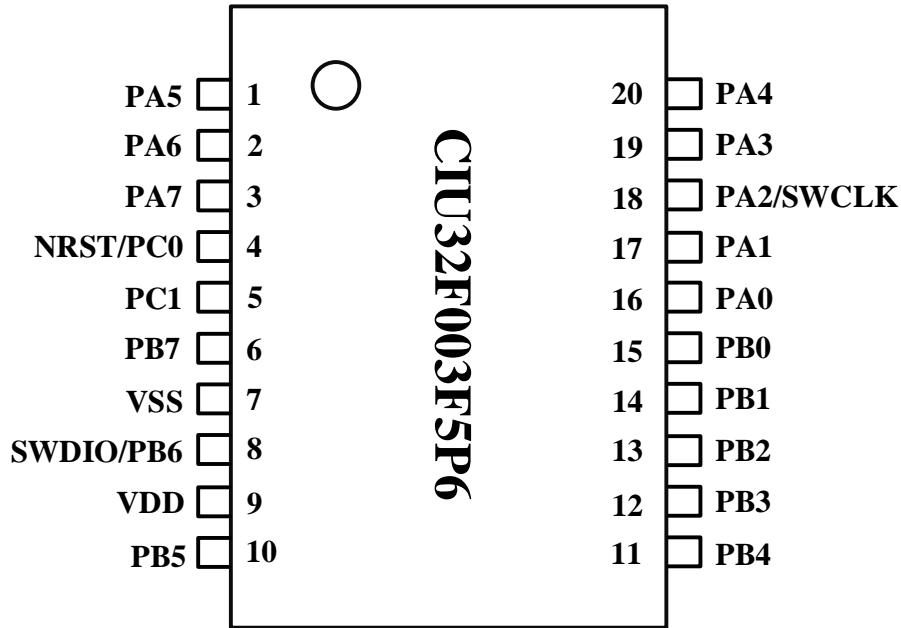 PA5 1 20 PA4
PA6 2 19 PA3
PA7 3 18 PA2/SWCLK
NRST/PC0 4 17 PA1
PC1 5 16 PA0
PB7 6 15 PB0
VSS 7 14 PB1
SWDIO/PB6 8 13 PB2
VDD 9 12 PB3
PB5 10 11 PB4
CIU32F003F5P6